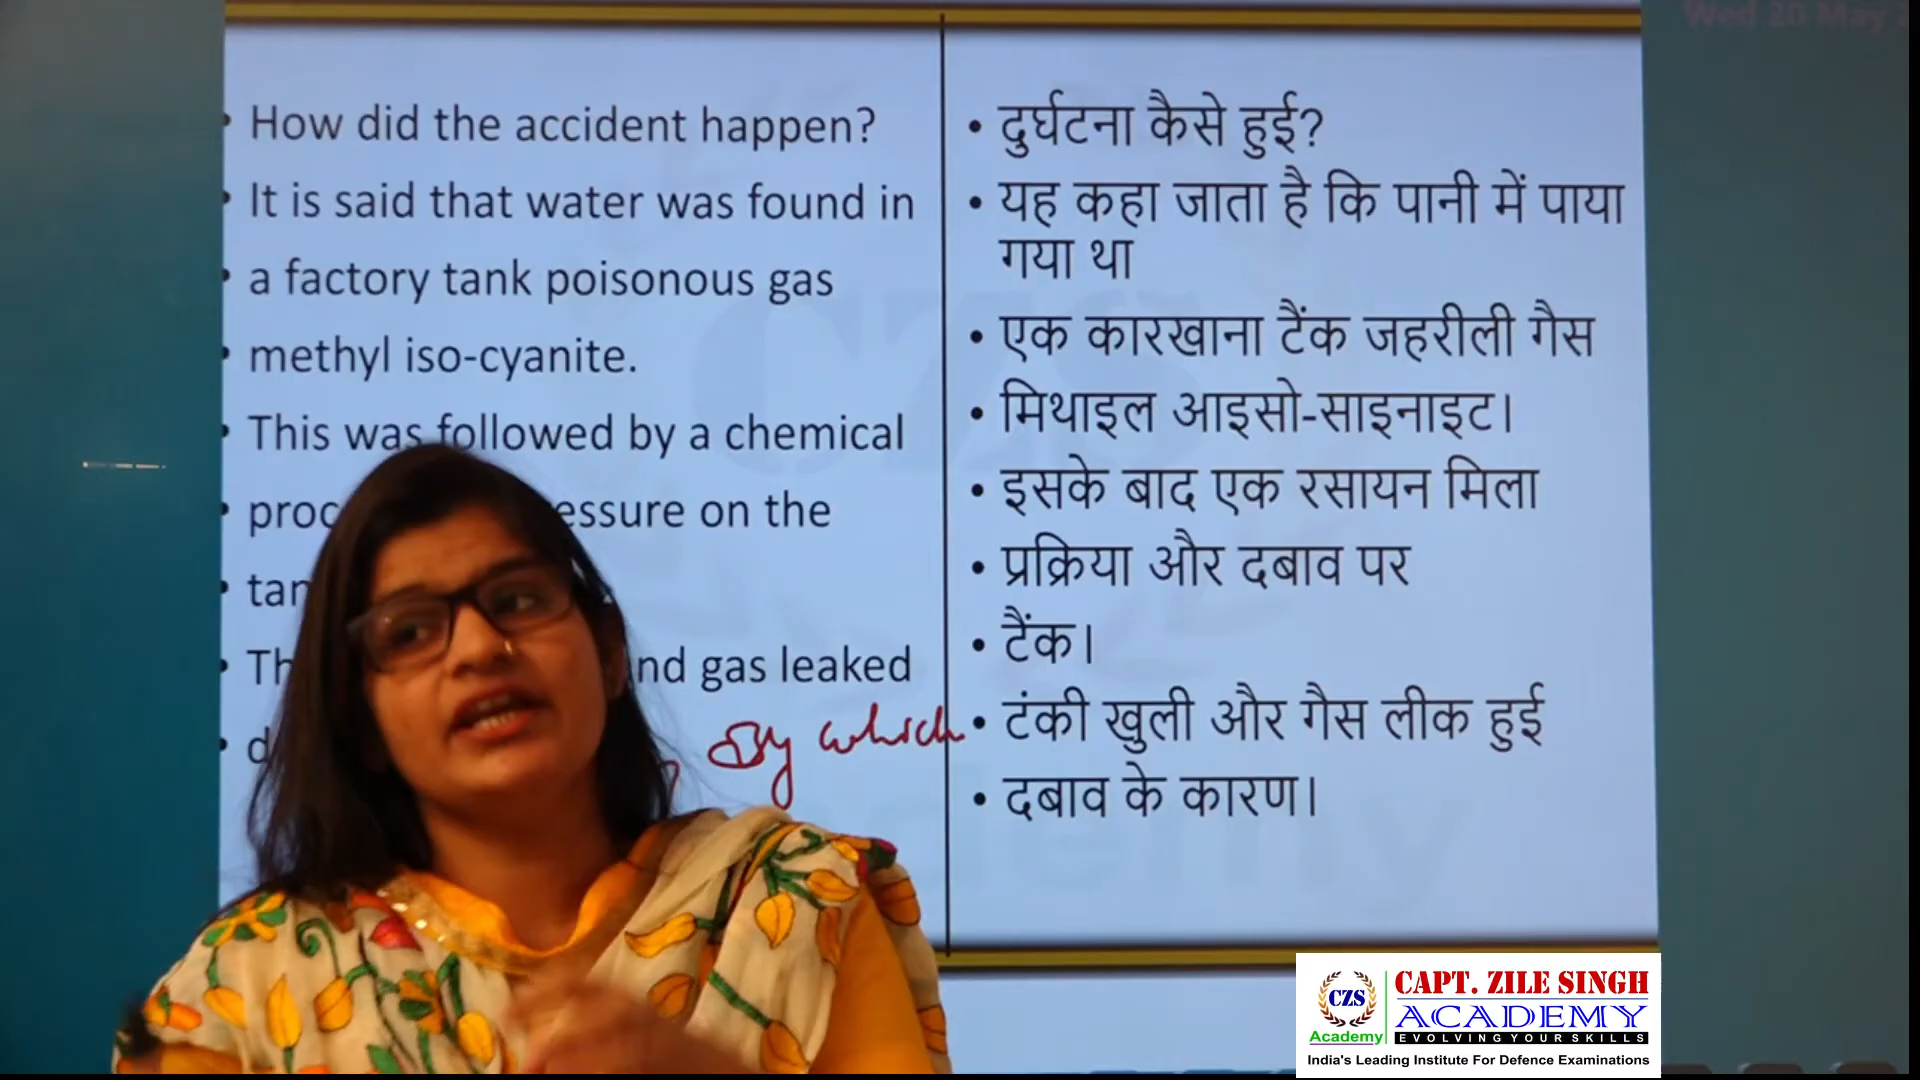 Wed 20 May
• How did the accident happen?
• It is said that water was found in
• a factory tank poisonous gas
• methyl iso-cyanite.
• This was followed by a chemical
essure on the
nd gas leaked
By which
• दुर्घटना कैसे हुई?
• यह कहा जाता है कि पानी में पाया
गया था
• एक कारखाना टैंक जहरीली गैस
• मिथाइल आइसो-साइनाइट।
• इसके बाद एक रसायन मिला
• प्रक्रिया और दबाव पर
• टैंक।
• टंकी खुली और गैस लीक हुई
• दबाव के कारण।
CZS
Academy
CAPT. ZILE SINGH
ACADEMY
EVOLVING YOUR SKILLS
India's Leading Institute For Defence Examinations